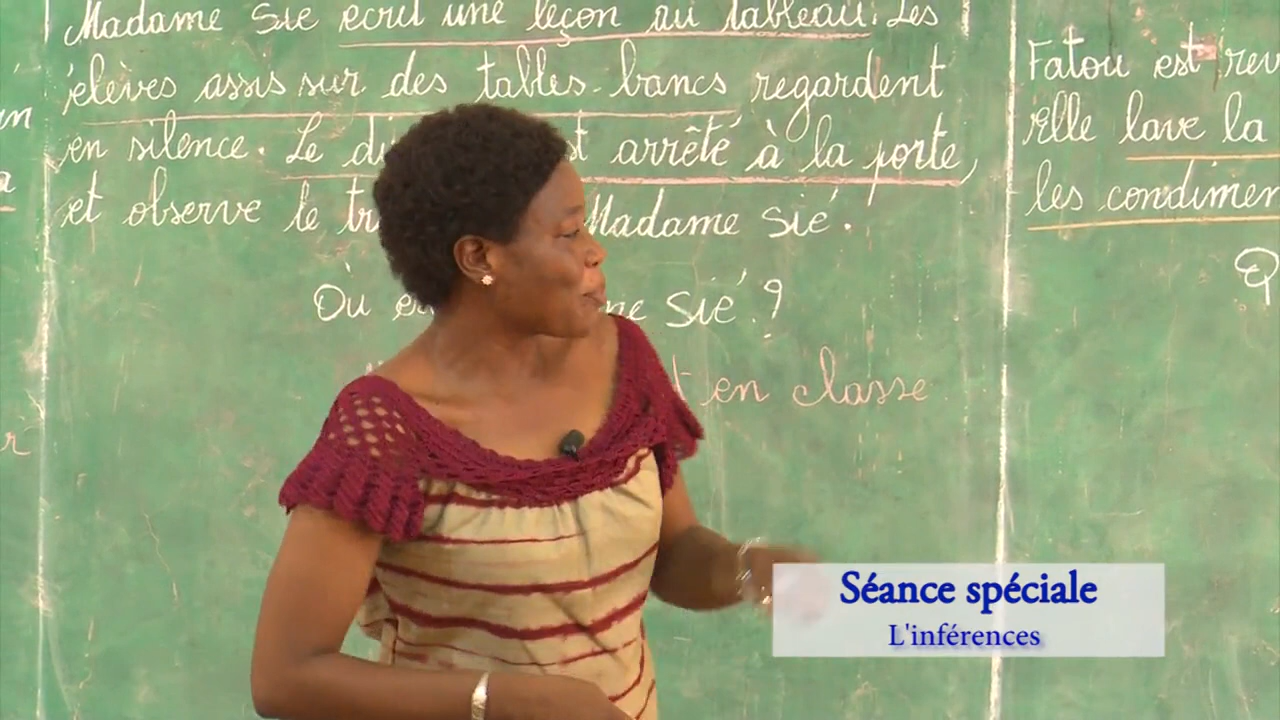 Madame Sié écrit une leçon au tableau. Les
élèves assis sur des tables-bancs regardent
en silence. Le di st arrêté à la porte,
et observe le tr Madame Sié.
Où e ne Sié ?
t en classe
Fatou est rev
Elle lave la
les condimen
Q
Séance spéciale
L'inférences